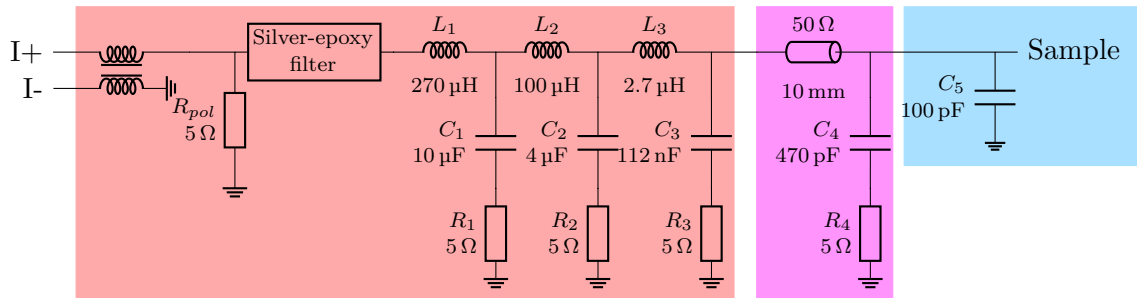 I+
I-
R_pol
5 Ω
Silver-epoxy
filter
L₁
270 µH
L₂
100 µH
L₃
2.7 µH
C₁
10 µF
C₂
4 µF
C₃
112 nF
R₁
5 Ω
R₂
5 Ω
R₃
5 Ω
50 Ω
10 mm
C₄
470 pF
R₄
5 Ω
C₅
100 pF
Sample